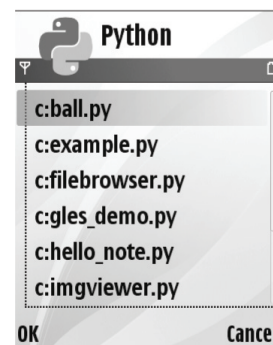 Python
c:ball.py
c:example.py
c:filebrowser.py
c:gles_demo.py
c:hello_note.py
c:imgviewer.py
OK Cance